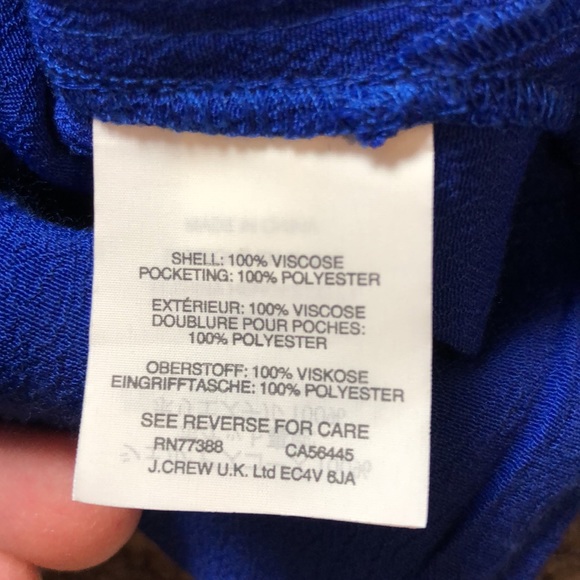 MADE IN CHINA
SHELL: 100% VISCOSE
POCKETING: 100% POLYESTER
EXTÉRIEUR: 100% VISCOSE
DOUBLURE POUR POCHES:
100% POLYESTER
OBERSTOFF: 100% VISKOSE
EINGRIFFTASCHE: 100% POLYESTER
SEE REVERSE FOR CARE
RN77388 CA56445
J.CREW U.K. Ltd EC4V 6JA